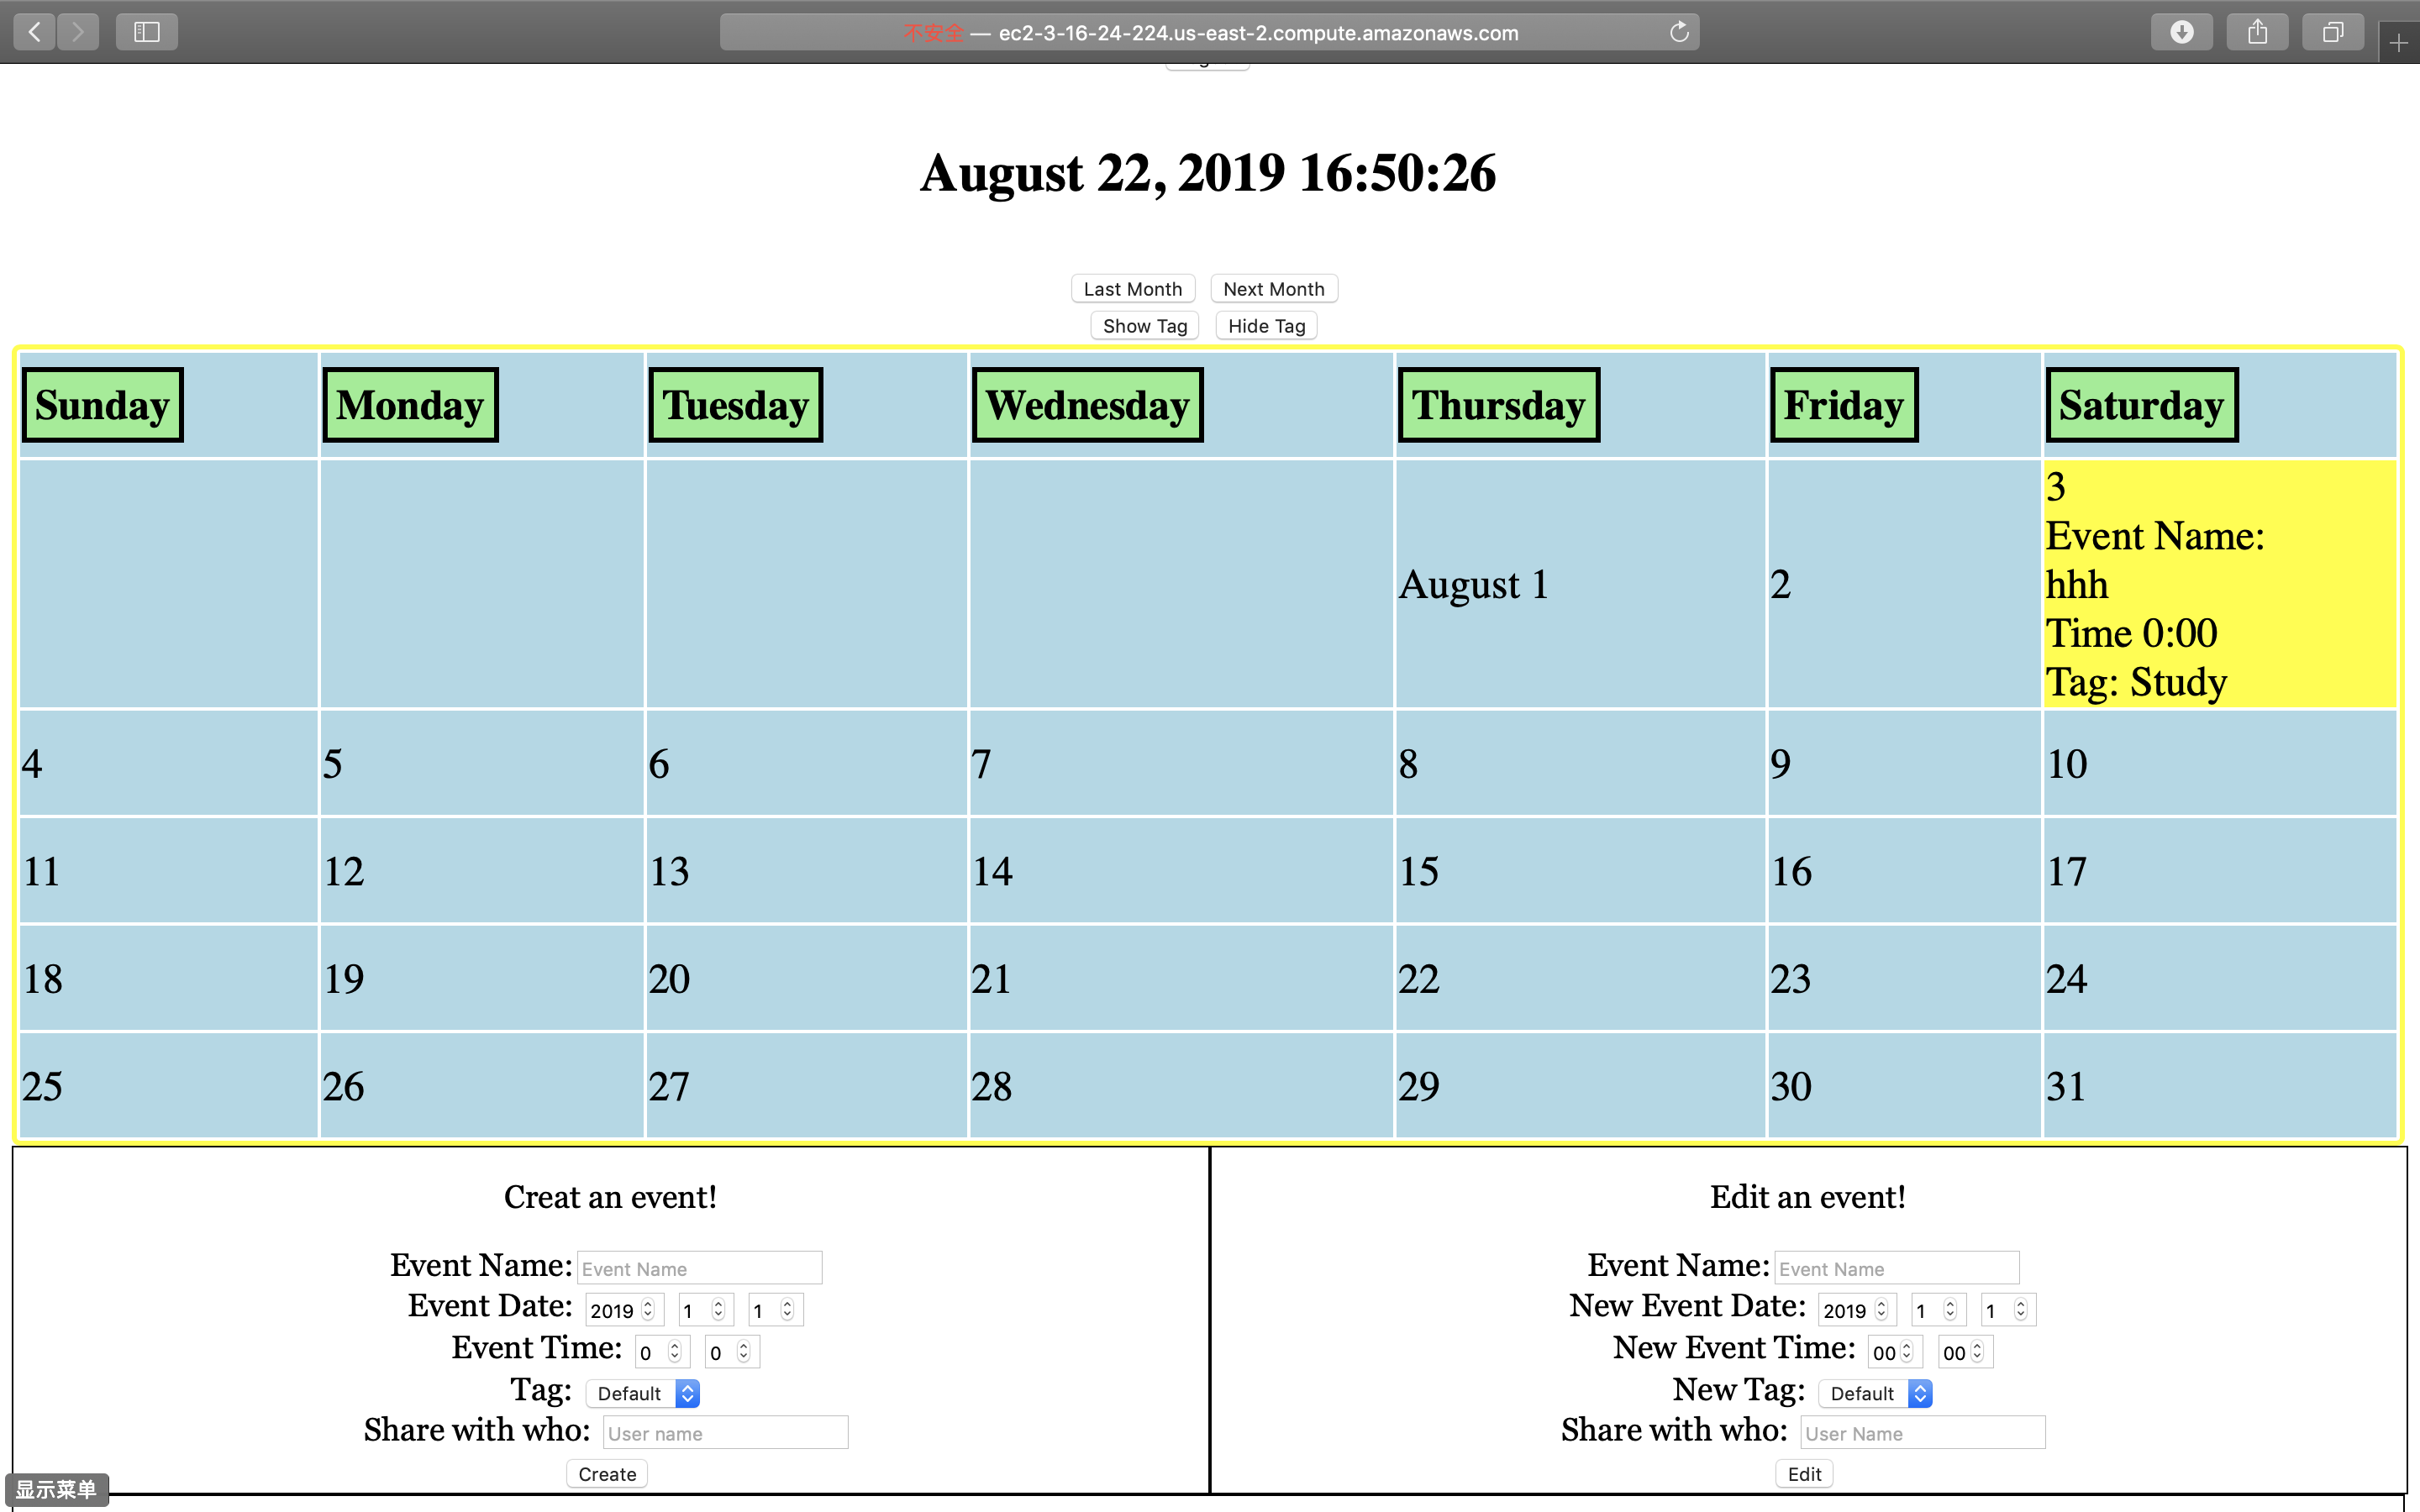 不安全 — ec2-3-16-24-224.us-east-2.compute.amazonaws.com
August 22, 2019 16:50:26
Last Month Next Month
Show Tag Hide Tag
Sunday Monday Tuesday Wednesday Thursday Friday Saturday
August 1 2 3
Event Name:
hhh
Time 0:00
Tag: Study
4 5 6 7 8 9 10
11 12 13 14 15 16 17
18 19 20 21 22 23 24
25 26 27 28 29 30 31
Creat an event!
Event Name: Event Name
Event Date: 2019 1 1
Event Time: 0 0
Tag: Default
Share with who: User name
Create
Edit an event!
Event Name: Event Name
New Event Date: 2019 1 1
New Event Time: 00 00
New Tag: Default
Share with who: User Name
Edit
显示菜单